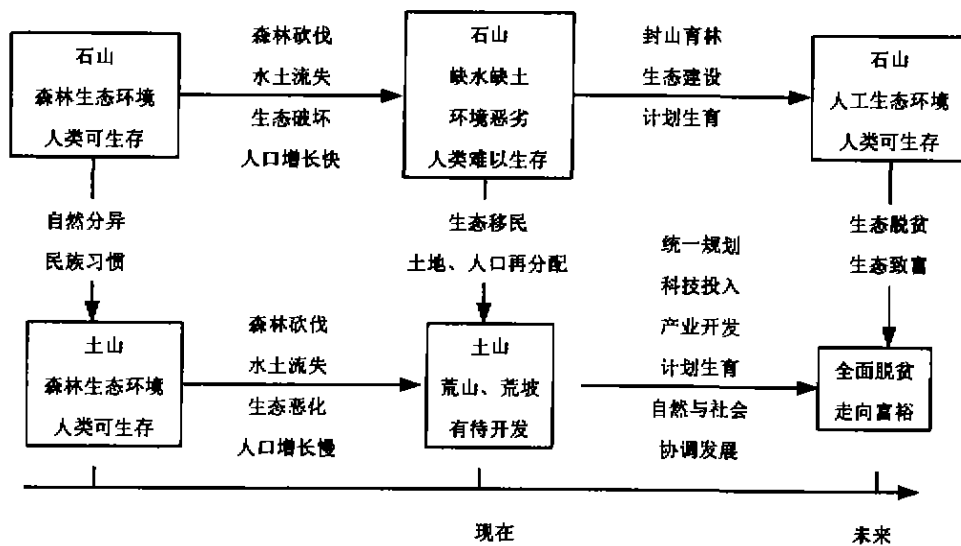 石山
森林生态环境
人类可生存
森林砍伐
水土流失
生态破坏
人口增长快
石山
缺水缺土
环境恶劣
人类难以生存
封山育林
生态建设
计划生育
石山
人工生态环境
人类可生存
自然分异
民族习惯
生态移民
土地、人口再分配
统一规划
科技投入
产业开发
计划生育
自然与社会
协调发展
生态脱贫
生态致富
土山
森林生态环境
人类可生存
森林砍伐
水土流失
生态恶化
人口增长慢
土山
荒山、荒坡
有待开发
全面脱贫
走向富裕
现在
未来